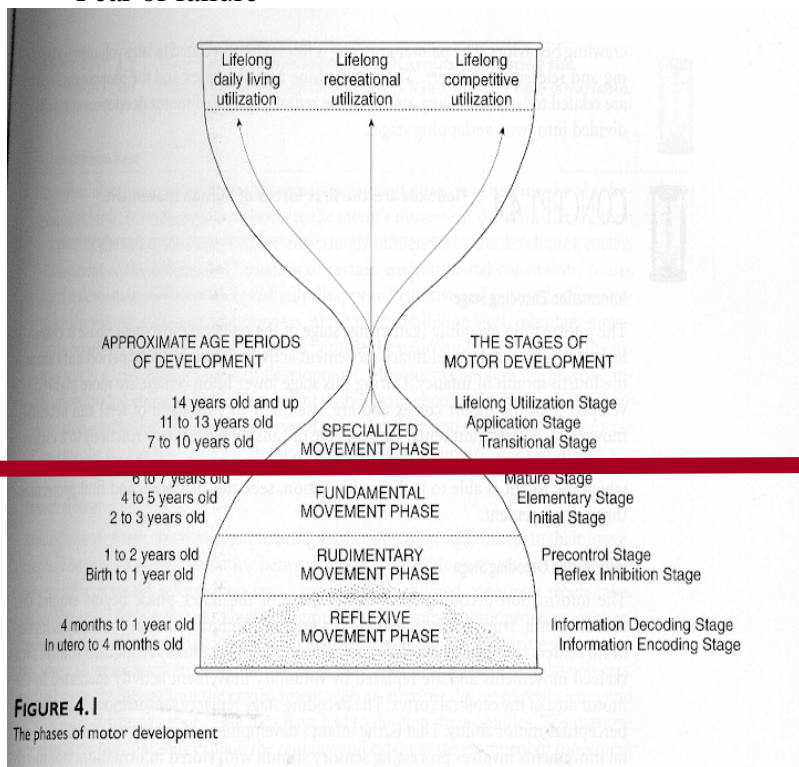 Fear of failure
Lifelong daily living utilization
Lifelong recreational utilization
Lifelong competitive utilization
APPROXIMATE AGE PERIODS
OF DEVELOPMENT
THE STAGES OF
MOTOR DEVELOPMENT
14 years old and up
11 to 13 years old
7 to 10 years old
SPECIALIZED
MOVEMENT PHASE
Lifelong Utilization Stage
Application Stage
Transitional Stage
6 to 7 years old
4 to 5 years old
2 to 3 years old
FUNDAMENTAL
MOVEMENT PHASE
Mature Stage
Elementary Stage
Initial Stage
1 to 2 years old
Birth to 1 year old
RUDIMENTARY
MOVEMENT PHASE
Precontrol Stage
Reflex Inhibition Stage
4 months to 1 year old
In utero to 4 months old
REFLEXIVE
MOVEMENT PHASE
Information Decoding Stage
Information Encoding Stage
FIGURE 4.1
The phases of motor development